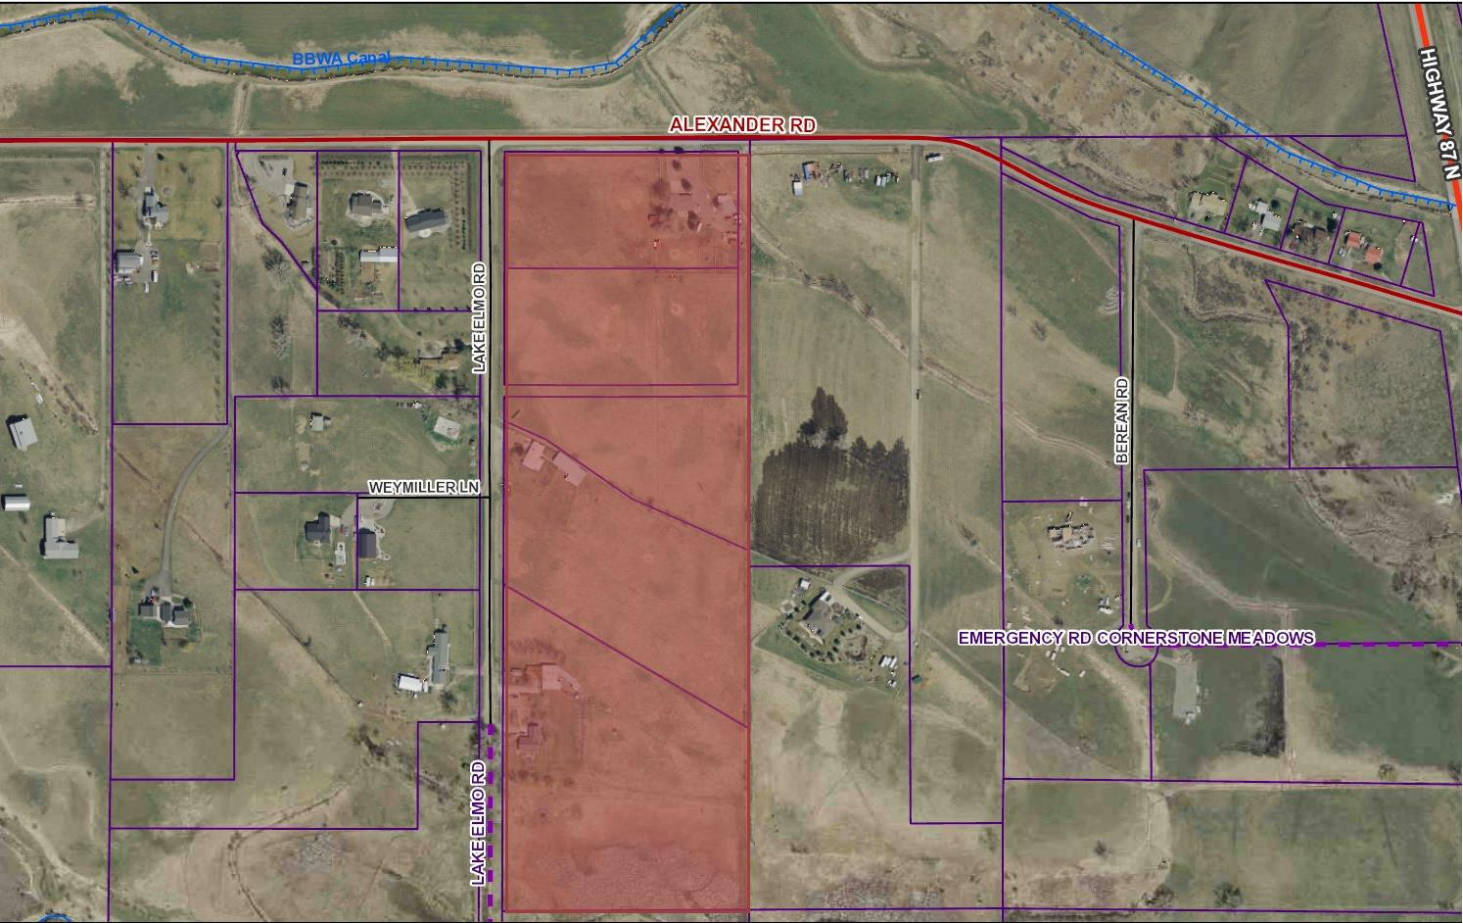 BBWA Canal
HIGHWAY 87 N
ALEXANDER RD
LAKE ELMO RD
BEREAN RD
WEYMILLER LN
EMERGENCY RD CORNERSTONE MEADOWS
LAKE ELMO RD